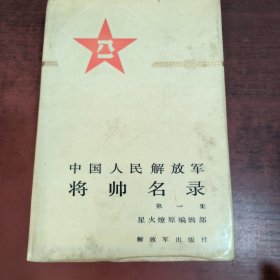 八一
中国人民解放军
将帅名录
第一集
星火燎原编辑部
解放军出版社